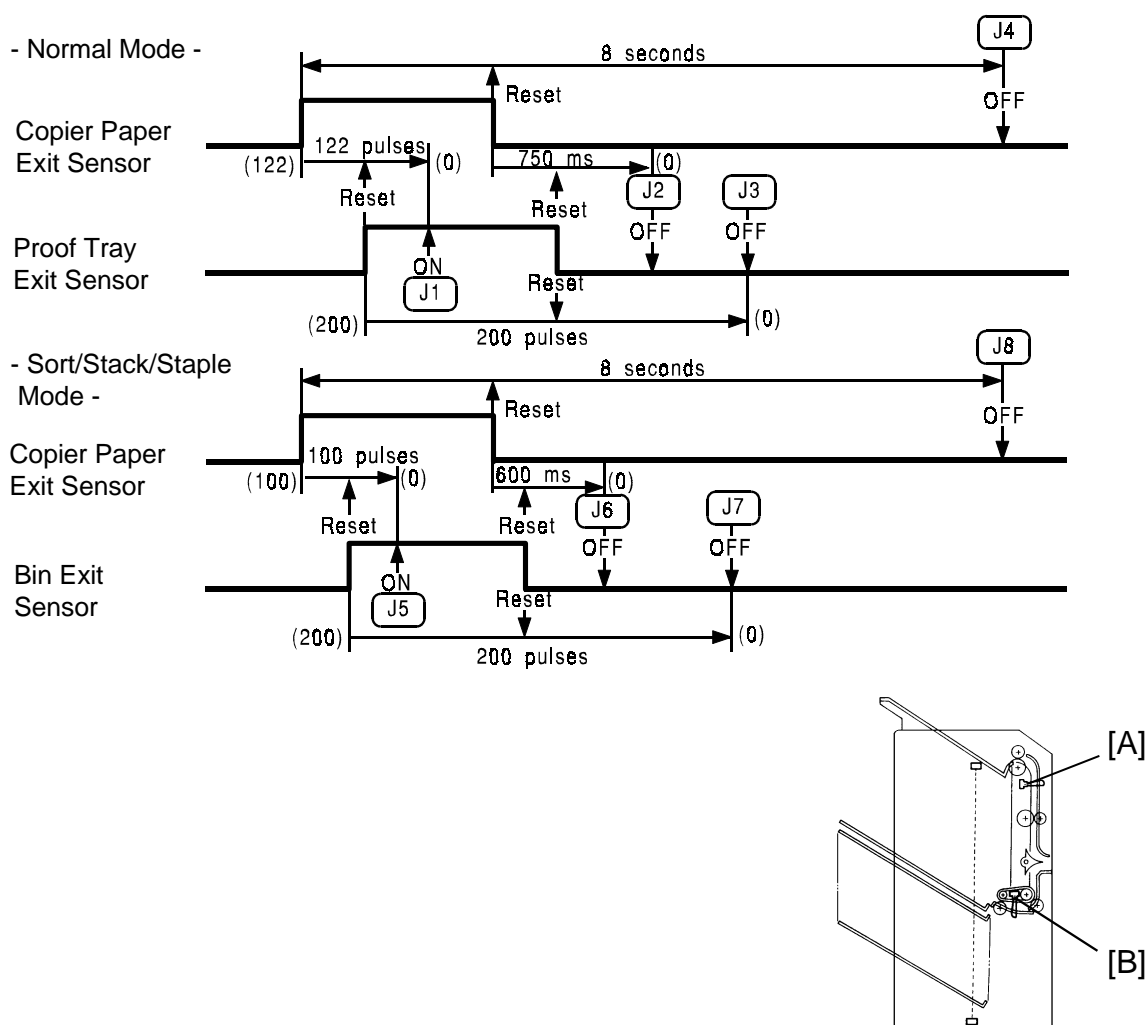 - Normal Mode -
J4
8 seconds
Reset
OFF
Copier Paper
Exit Sensor
(122)
122 pulses
(0)
750 ms
(0)
Reset
Reset
J2
OFF
J3
OFF
Proof Tray
Exit Sensor
ON
J1
Reset
(200)
200 pulses
(0)
- Sort/Stack/Staple
Mode -
J8
8 seconds
Reset
OFF
Copier Paper
Exit Sensor
(100)
100 pulses
(0)
600 ms
(0)
Reset
Reset
J6
OFF
J7
OFF
Bin Exit
Sensor
ON
J5
Reset
(200)
200 pulses
(0)
[A]
[B]